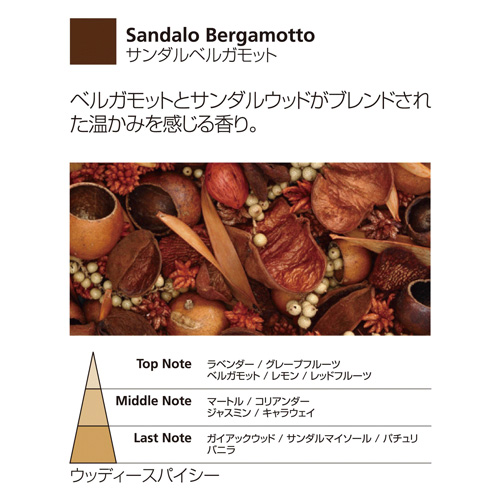 Sandalo Bergamotto
サンダルベルガモット
ベルガモットとサンダルウッドがブレンドされ
た温かみを感じる香り。
Top Note
ラベンダー / グレープフルーツ
ベルガモット / レモン / レッドフルーツ
Middle Note
マートル / コリアンダー
ジャスミン / キャラウェイ
Last Note
ガイアックウッド / サンダルマイソール / パチュリ
バニラ
ウッディースパイシー